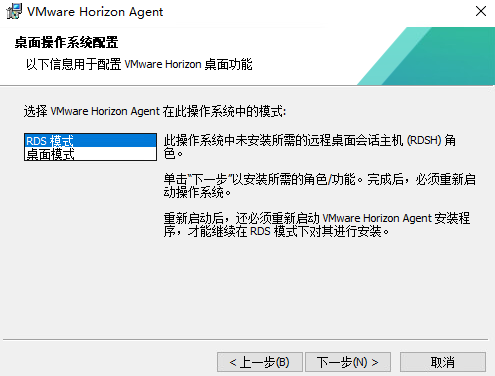 VMware Horizon Agent
桌面操作系统配置
以下信息用于配置 VMware Horizon 桌面功能
选择 VMware Horizon Agent 在此操作系统中的模式:
RDS 模式
桌面模式
此操作系统中未安装所需的远程桌面会话主机 (RDSH) 角
色。
单击“下一步”以安装所需的角色/功能。完成后，必须重新启
动操作系统。
重新启动后，还必须重新启动 VMware Horizon Agent 安装程
序，才能继续在 RDS 模式下对其进行安装。
< 上一步(B)
下一步(N) >
取消